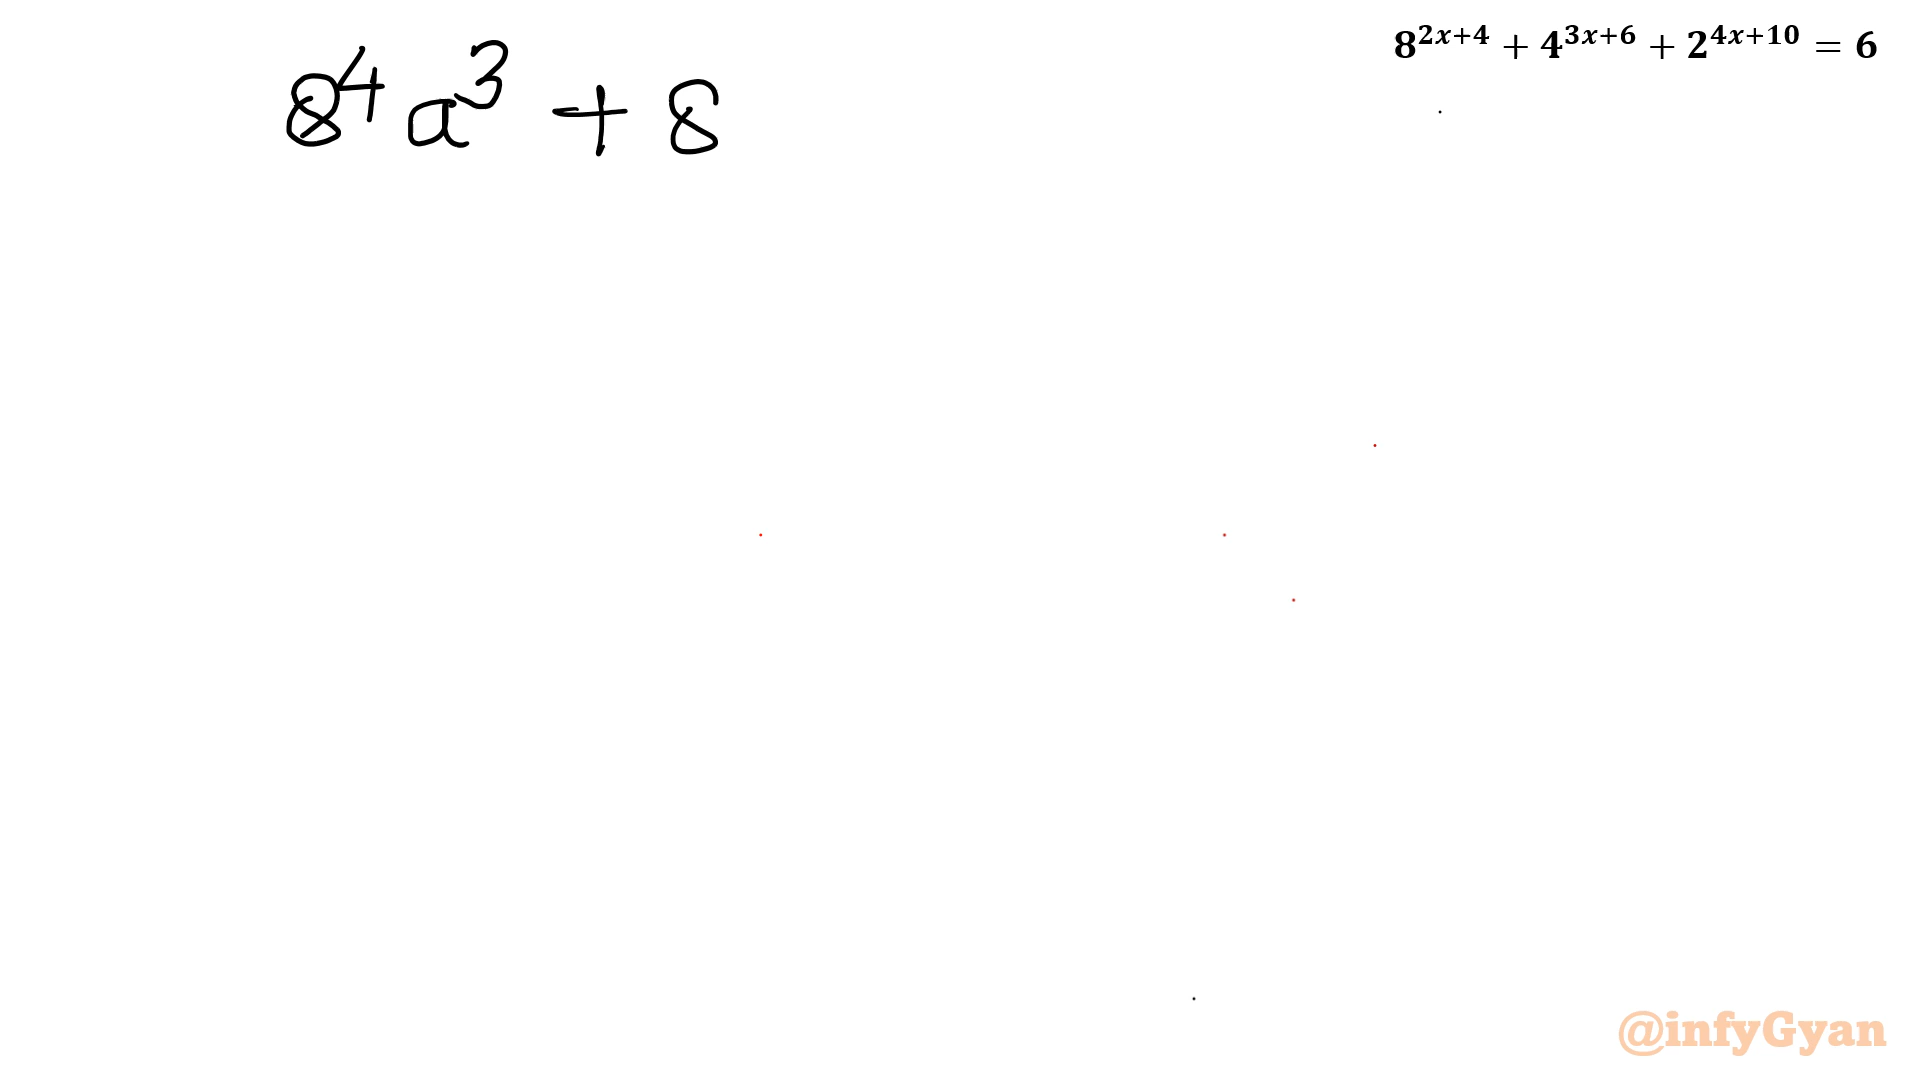 8^{2x+4} + 4^{3x+6} + 2^{4x+10} = 6
8^4 a^3 + 8
@infyGyan